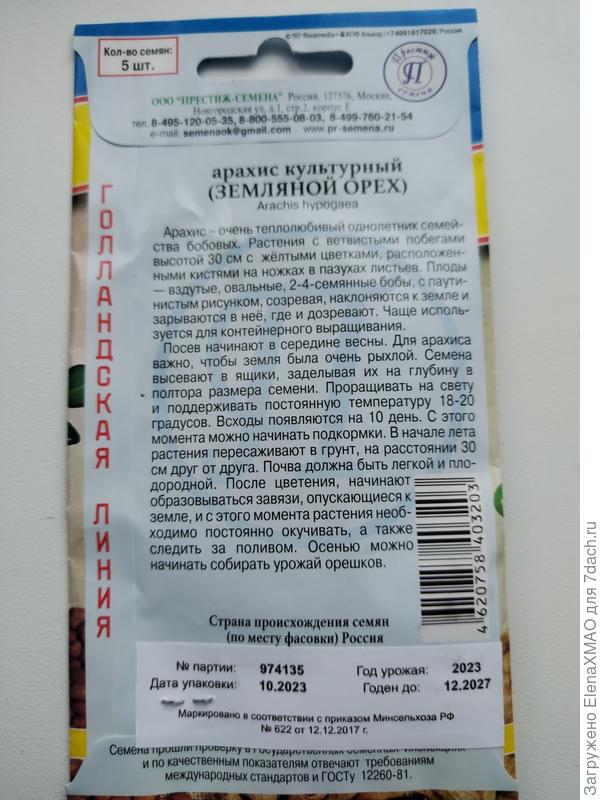 с-50 floramedia+®АПФ Алькор/+74991817029/Россия
Кол-во семян:
5 шт.
Престиж
П
семена
ООО "ПРЕСТИЖ-СЕМЕНА" Россия, 127576, Москва,
Новгородская ул, д.1, стр.2, корпус Е
тел. 8-495-120-05-35, 8-800-555-08-03, 8-499-760-21-54
e-mail: semenaok@gmail.com www.pr-semena.ru
арахис культурный
(ЗЕМЛЯНОЙ ОРЕХ)
Arachis hypogaea
ГОЛЛАНДСКАЯ ЛИНИЯ
Арахис – очень теплолюбивый однолетник семей-
ства бобовых. Растения с ветвистыми побегами
высотой 30 см с жёлтыми цветками, расположен-
ными кистями на ножках в пазухах листьев. Плоды
— вздутые, овальные, 2-4-семянные бобы, с паути-
нистым рисунком, созревая, наклоняются к земле и
зарываются в неё, где и дозревают. Чаще исполь-
зуется для контейнерного выращивания.
Посев начинают в середине весны. Для арахиса
важно, чтобы земля была очень рыхлой. Семена
высевают в ящики, заделывая их на глубину в
полтора размера семени. Проращивать на свету
и поддерживать постоянную температуру 18-20
градусов. Всходы появляются на 10 день. С этого
момента можно начинать подкормки. В начале лета
растения пересаживают в грунт, на расстоянии 30
см друг от друга. Почва должна быть легкой и пло-
дородной. После цветения, начинают
образовываться завязи, опускающиеся к
земле, и с этого момента растения необ-
ходимо постоянно окучивать, а также
следить за поливом. Осенью можно
начинать собирать урожай орешков.
4 620758 403203
Страна происхождения семян
(по месту фасовки) Россия
№ партии: 974135 Год урожая: 2023
Дата упаковки: 10.2023 Годен до: 12.2027
Маркировано в соответствии с приказом Минсельхоза РФ
№ 622 от 12.12.2017 г.
Семена прошли проверку в Государственных семенных инспекциях
и по качественным показателям отвечают требованиям
международных стандартов и ГОСТу 12260-81.
Загружено ElenaXMAO для 7dach.ru